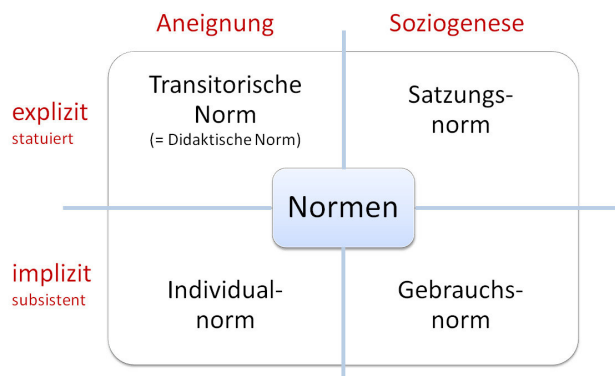 Aneignung
Soziogenese
explizit
statuiert
Transitorische
Norm
(= Didaktische Norm)
Satzungs-
norm
Normen
implizit
subsistent
Individual-
norm
Gebrauchs-
norm